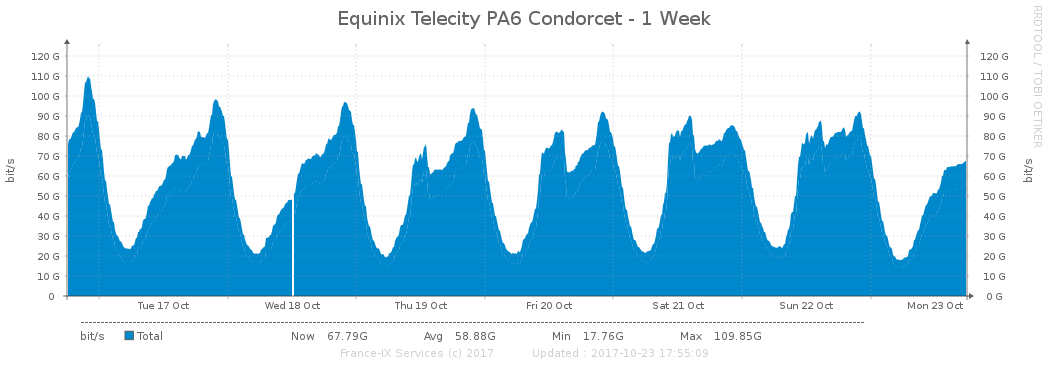 Equinix Telecity PA6 Condorcet - 1 Week
RRDTOOL / TOBI OETIKER
bit/s
120 G
110 G
100 G
90 G
80 G
70 G
60 G
50 G
40 G
30 G
20 G
10 G
0
120 G
110 G
100 G
90 G
80 G
70 G
60 G
50 G
40 G
30 G
20 G
10 G
0 G
bit/s
Tue 17 Oct Wed 18 Oct Thu 19 Oct Fri 20 Oct Sat 21 Oct Sun 22 Oct Mon 23 Oct
bit/s Total Now 67.79G Avg 58.88G Min 17.76G Max 109.85G
France-IX Services (c) 2017 Updated : 2017-10-23 17:55:09